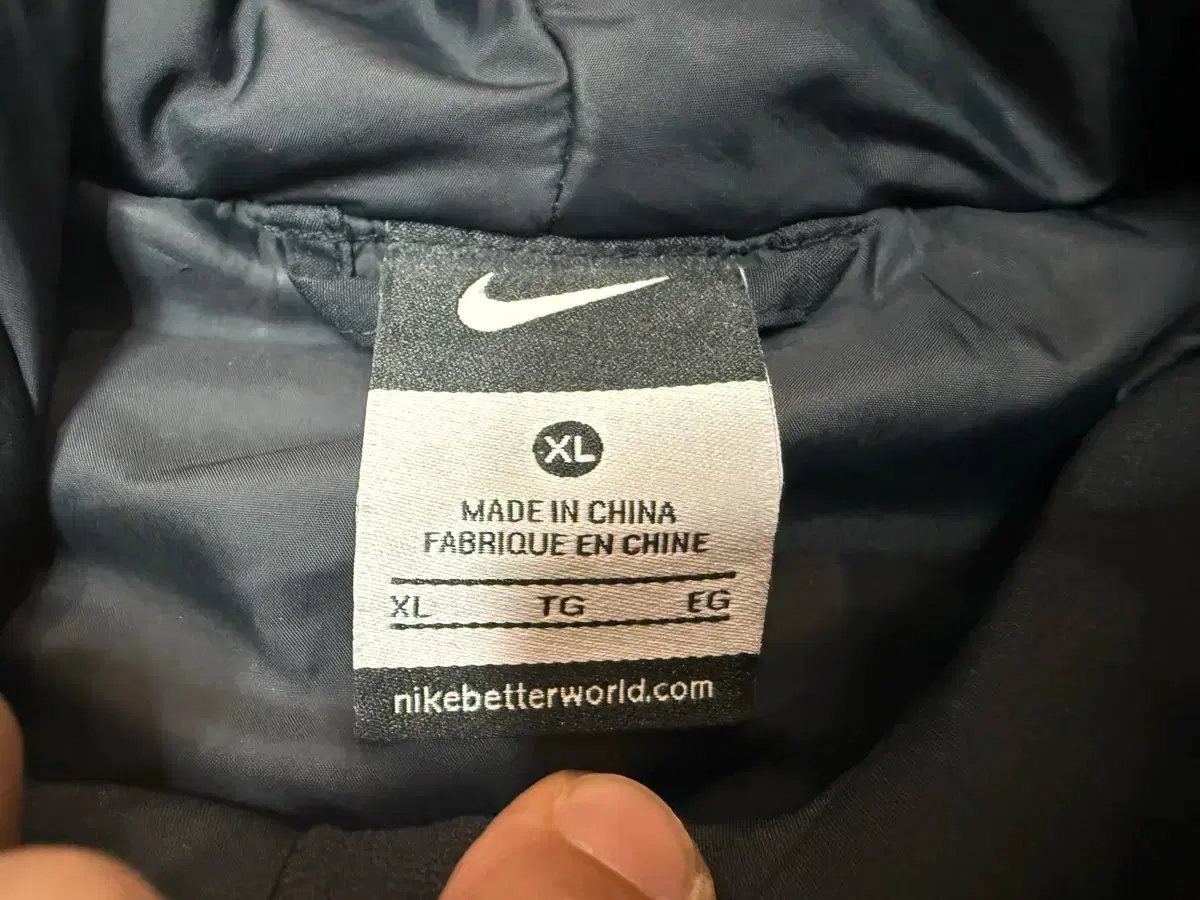 XL
MADE IN CHINA
FABRIQUE EN CHINE
XL TG EG
nikebetterworld.com